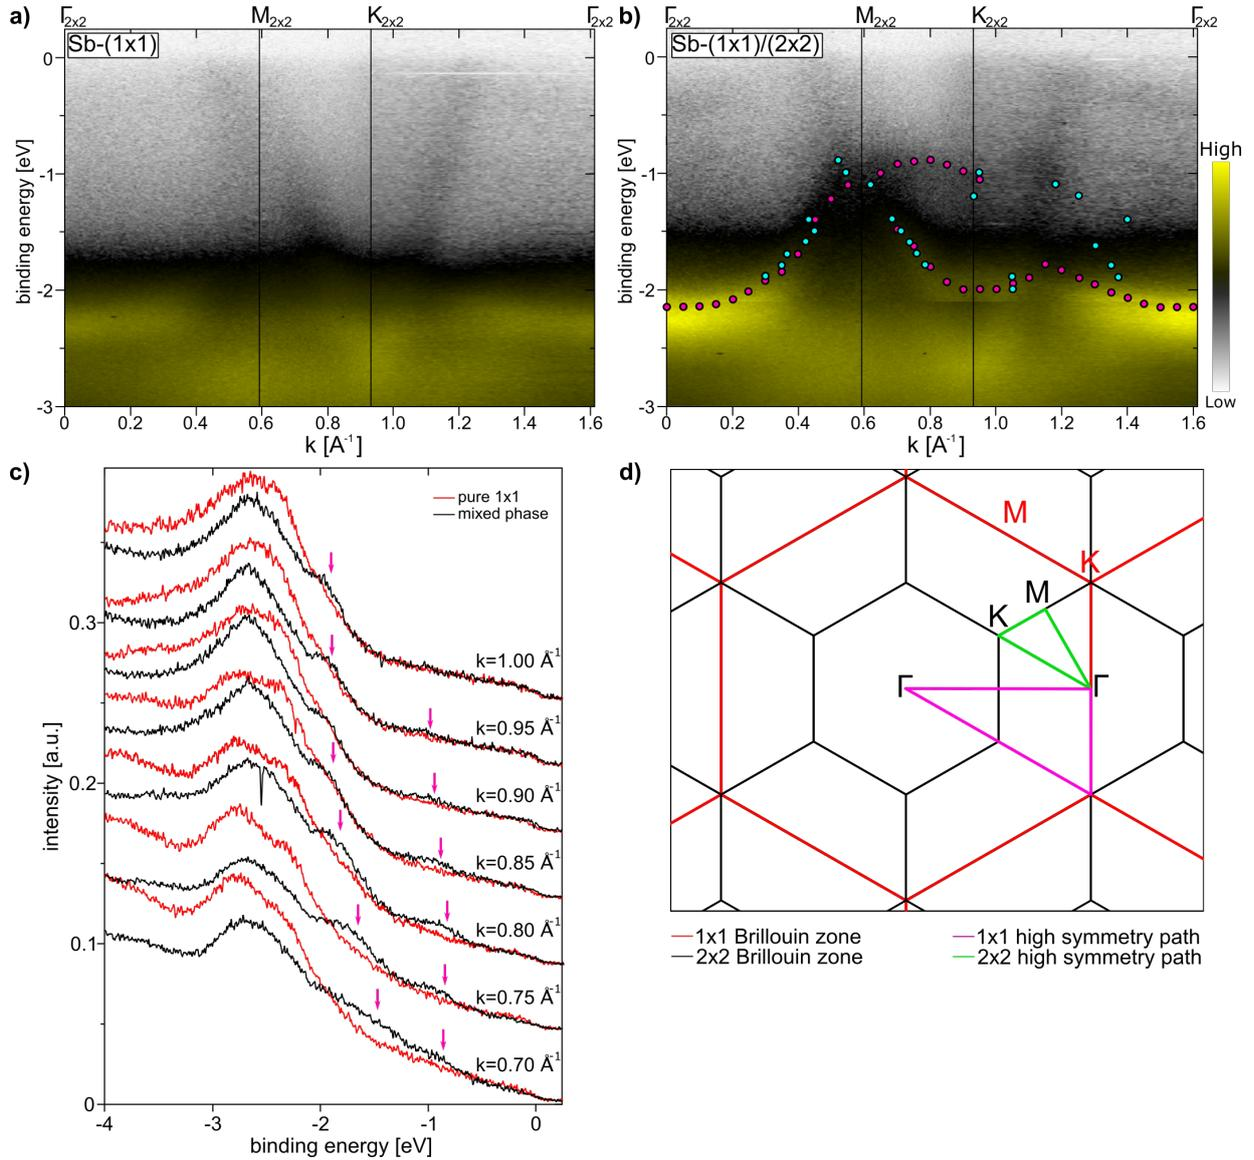 a)
Γ2x2 M2x2 K2x2 Γ2x2
Sb-(1x1)
binding energy [eV]
0
-1
-2
-3
0 0.2 0.4 0.6 0.8 1.0 1.2 1.4 1.6
k [A-1]
b)
Γ2x2 M2x2 K2x2 Γ2x2
Sb-(1x1)/(2x2)
binding energy [eV]
0
-1
-2
-3
0 0.2 0.4 0.6 0.8 1.0 1.2 1.4 1.6
k [A-1]
High
Low
c)
pure 1x1
mixed phase
intensity [a.u.]
0.3
0.2
0.1
0
k=1.00 Å-1
k=0.95 Å-1
k=0.90 Å-1
k=0.85 Å-1
k=0.80 Å-1
k=0.75 Å-1
k=0.70 Å-1
-4 -3 -2 -1 0
binding energy [eV]
d)
M
K
M
K
Γ Γ
1x1 Brillouin zone
2x2 Brillouin zone
1x1 high symmetry path
2x2 high symmetry path